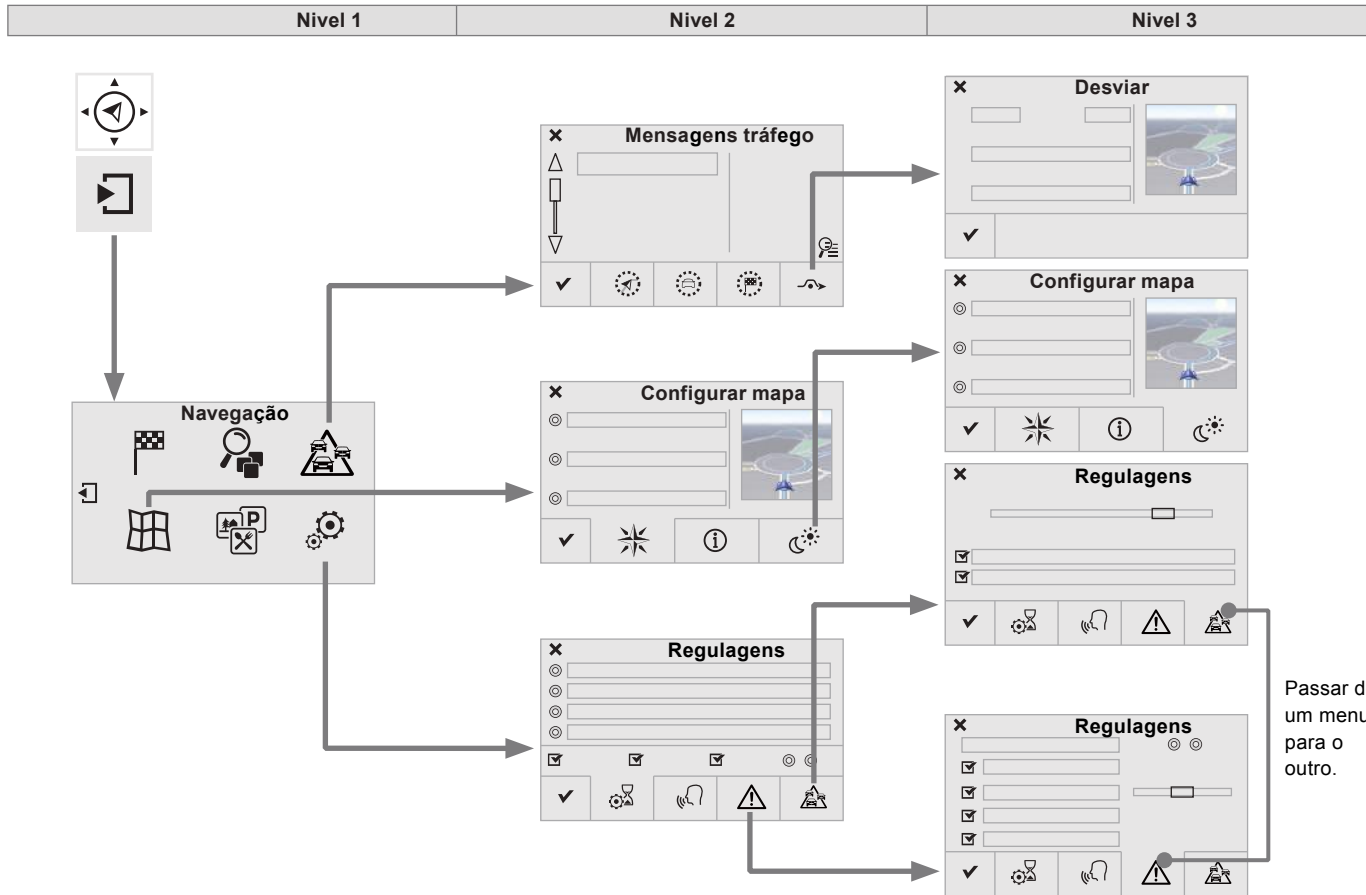 Nivel 1
Nivel 2
Nivel 3
Navegação
Mensagens tráfego
Configurar mapa
Regulagens
Desviar
Configurar mapa
Regulagens
Regulagens
Passar d
um menu
para o
outro.